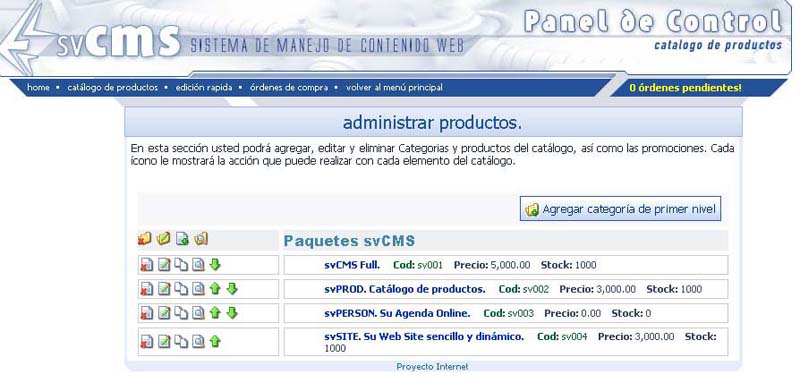 svcms SISTEMA DE MANEJO DE CONTENIDO WEB
Panel de Control
catalogo de productos
home • catálogo de productos • edición rapida • órdenes de compra • volver al menú principal
0 órdenes pendientes!
administrar productos.
En esta sección usted podrá agregar, editar y eliminar Categorias y productos del catálogo, así como las promociones. Cada
ícono le mostrará la acción que puede realizar con cada elemento del catálogo.
Agregar categoría de primer nivel
Paquetes svCMS
svCMS Full. Cod: sv001 Precio: 5,000.00 Stock: 1000
svPROD. Catálogo de productos. Cod: sv002 Precio: 3,000.00 Stock: 1000
svPERSON. Su Agenda Online. Cod: sv003 Precio: 0.00 Stock: 0
svSITE. Su Web Site sencillo y dinámico. Cod: sv004 Precio: 3,000.00 Stock:
1000
Proyecto Internet